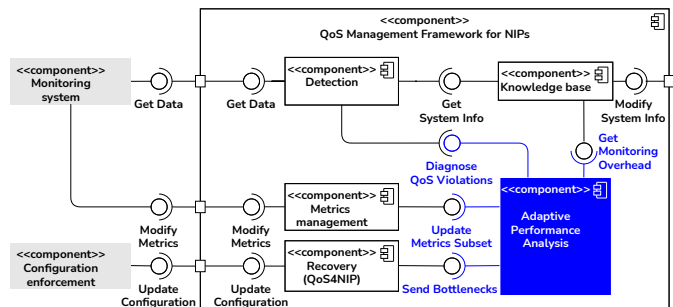 <<component>>
QoS Management Framework for NIPs
<<component>>
Monitoring
system
Get Data
Get Data
<<component>>
Detection
Get
System Info
<<component>>
Knowledge base
Modify
System Info
Get
Monitoring
Overhead
Diagnose
QoS Violations
<<component>>
Adaptive
Performance
Analysis
Modify
Metrics
Modify
Metrics
<<component>>
Metrics
management
Update
Metrics Subset
<<component>>
Configuration
enforcement
Update
Configuration
Update
Configuration
<<component>>
Recovery
(QoS4NIP)
Send Bottlenecks